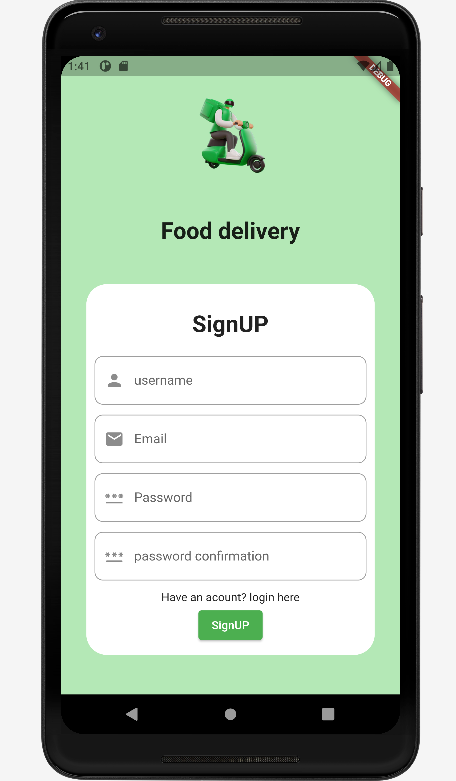 1:41
DEBUG
Food delivery
SignUP
username
Email
Password
password confirmation
Have an acount? login here
SignUP